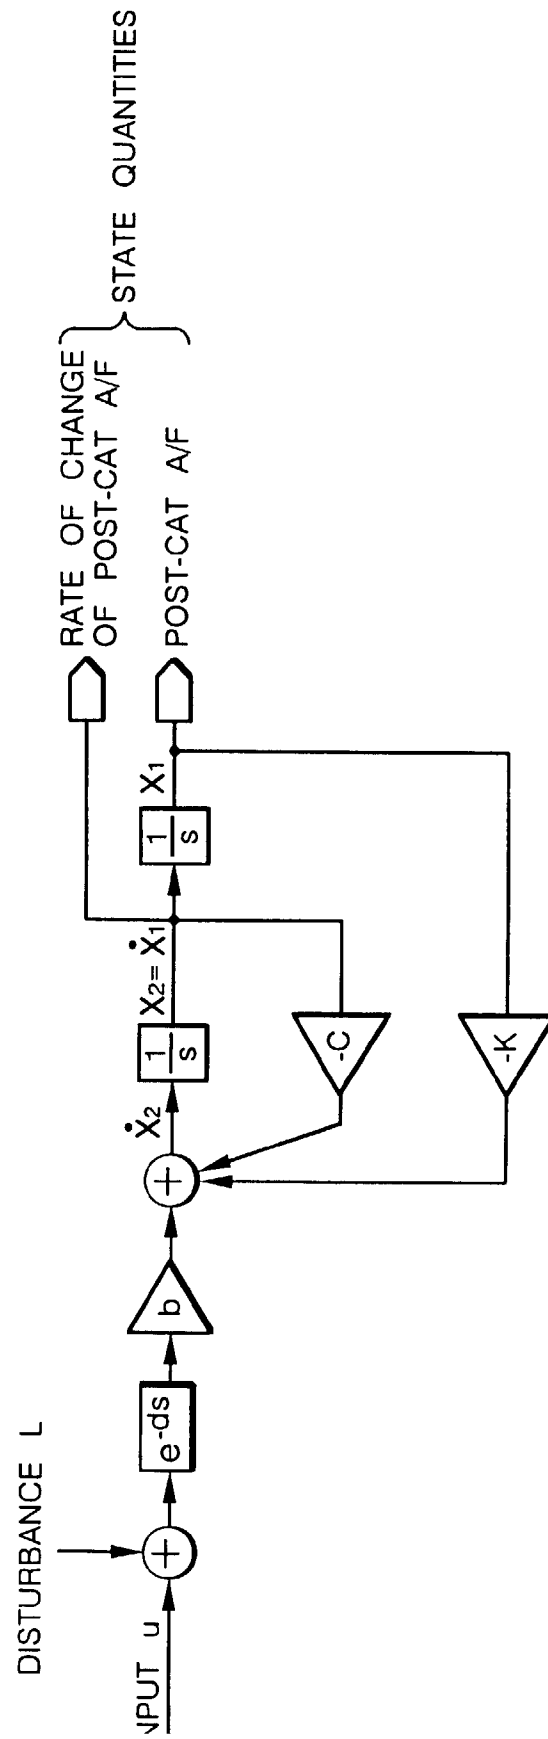 DISTURBANCE L
NPUT u
+
e-ds
b
+
Ẋ2
1
s
X2=Ẋ1
1
s
X1
-C
-K
RATE OF CHANGE
OF POST-CAT A/F
POST-CAT A/F
STATE QUANTITIES